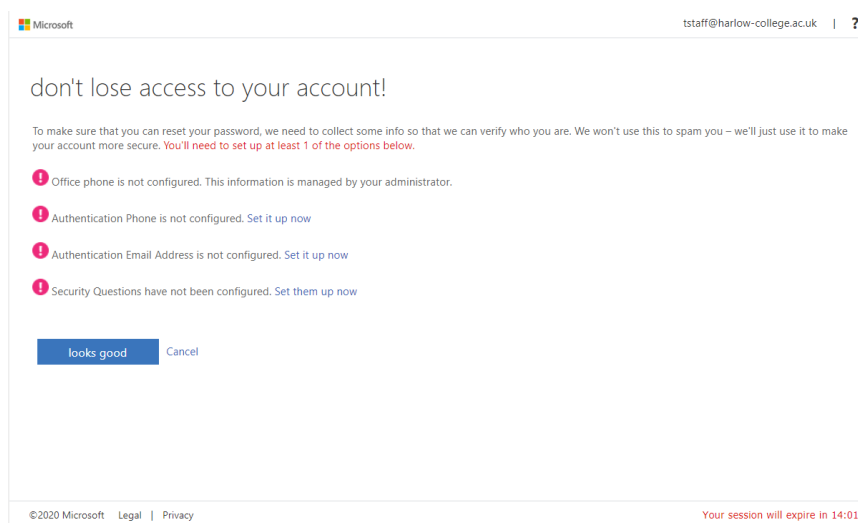 Microsoft
tstaff@harlow-college.ac.uk | ?
don't lose access to your account!
To make sure that you can reset your password, we need to collect some info so that we can verify who you are. We won't use this to spam you – we'll just use it to make
your account more secure. You'll need to set up at least 1 of the options below.
! Office phone is not configured. This information is managed by your administrator.
! Authentication Phone is not configured. Set it up now
! Authentication Email Address is not configured. Set it up now
! Security Questions have not been configured. Set them up now
looks good Cancel
©2020 Microsoft Legal | Privacy
Your session will expire in 14:01